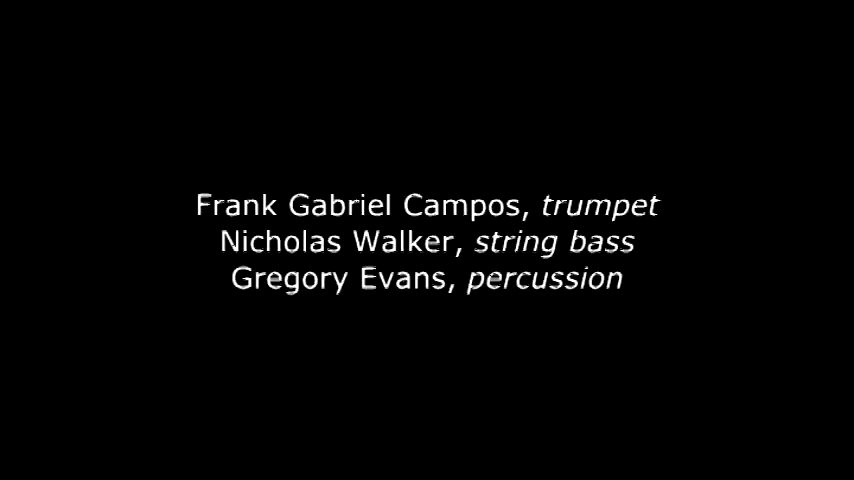 Frank Gabriel Campos, trumpet
Nicholas Walker, string bass
Gregory Evans, percussion